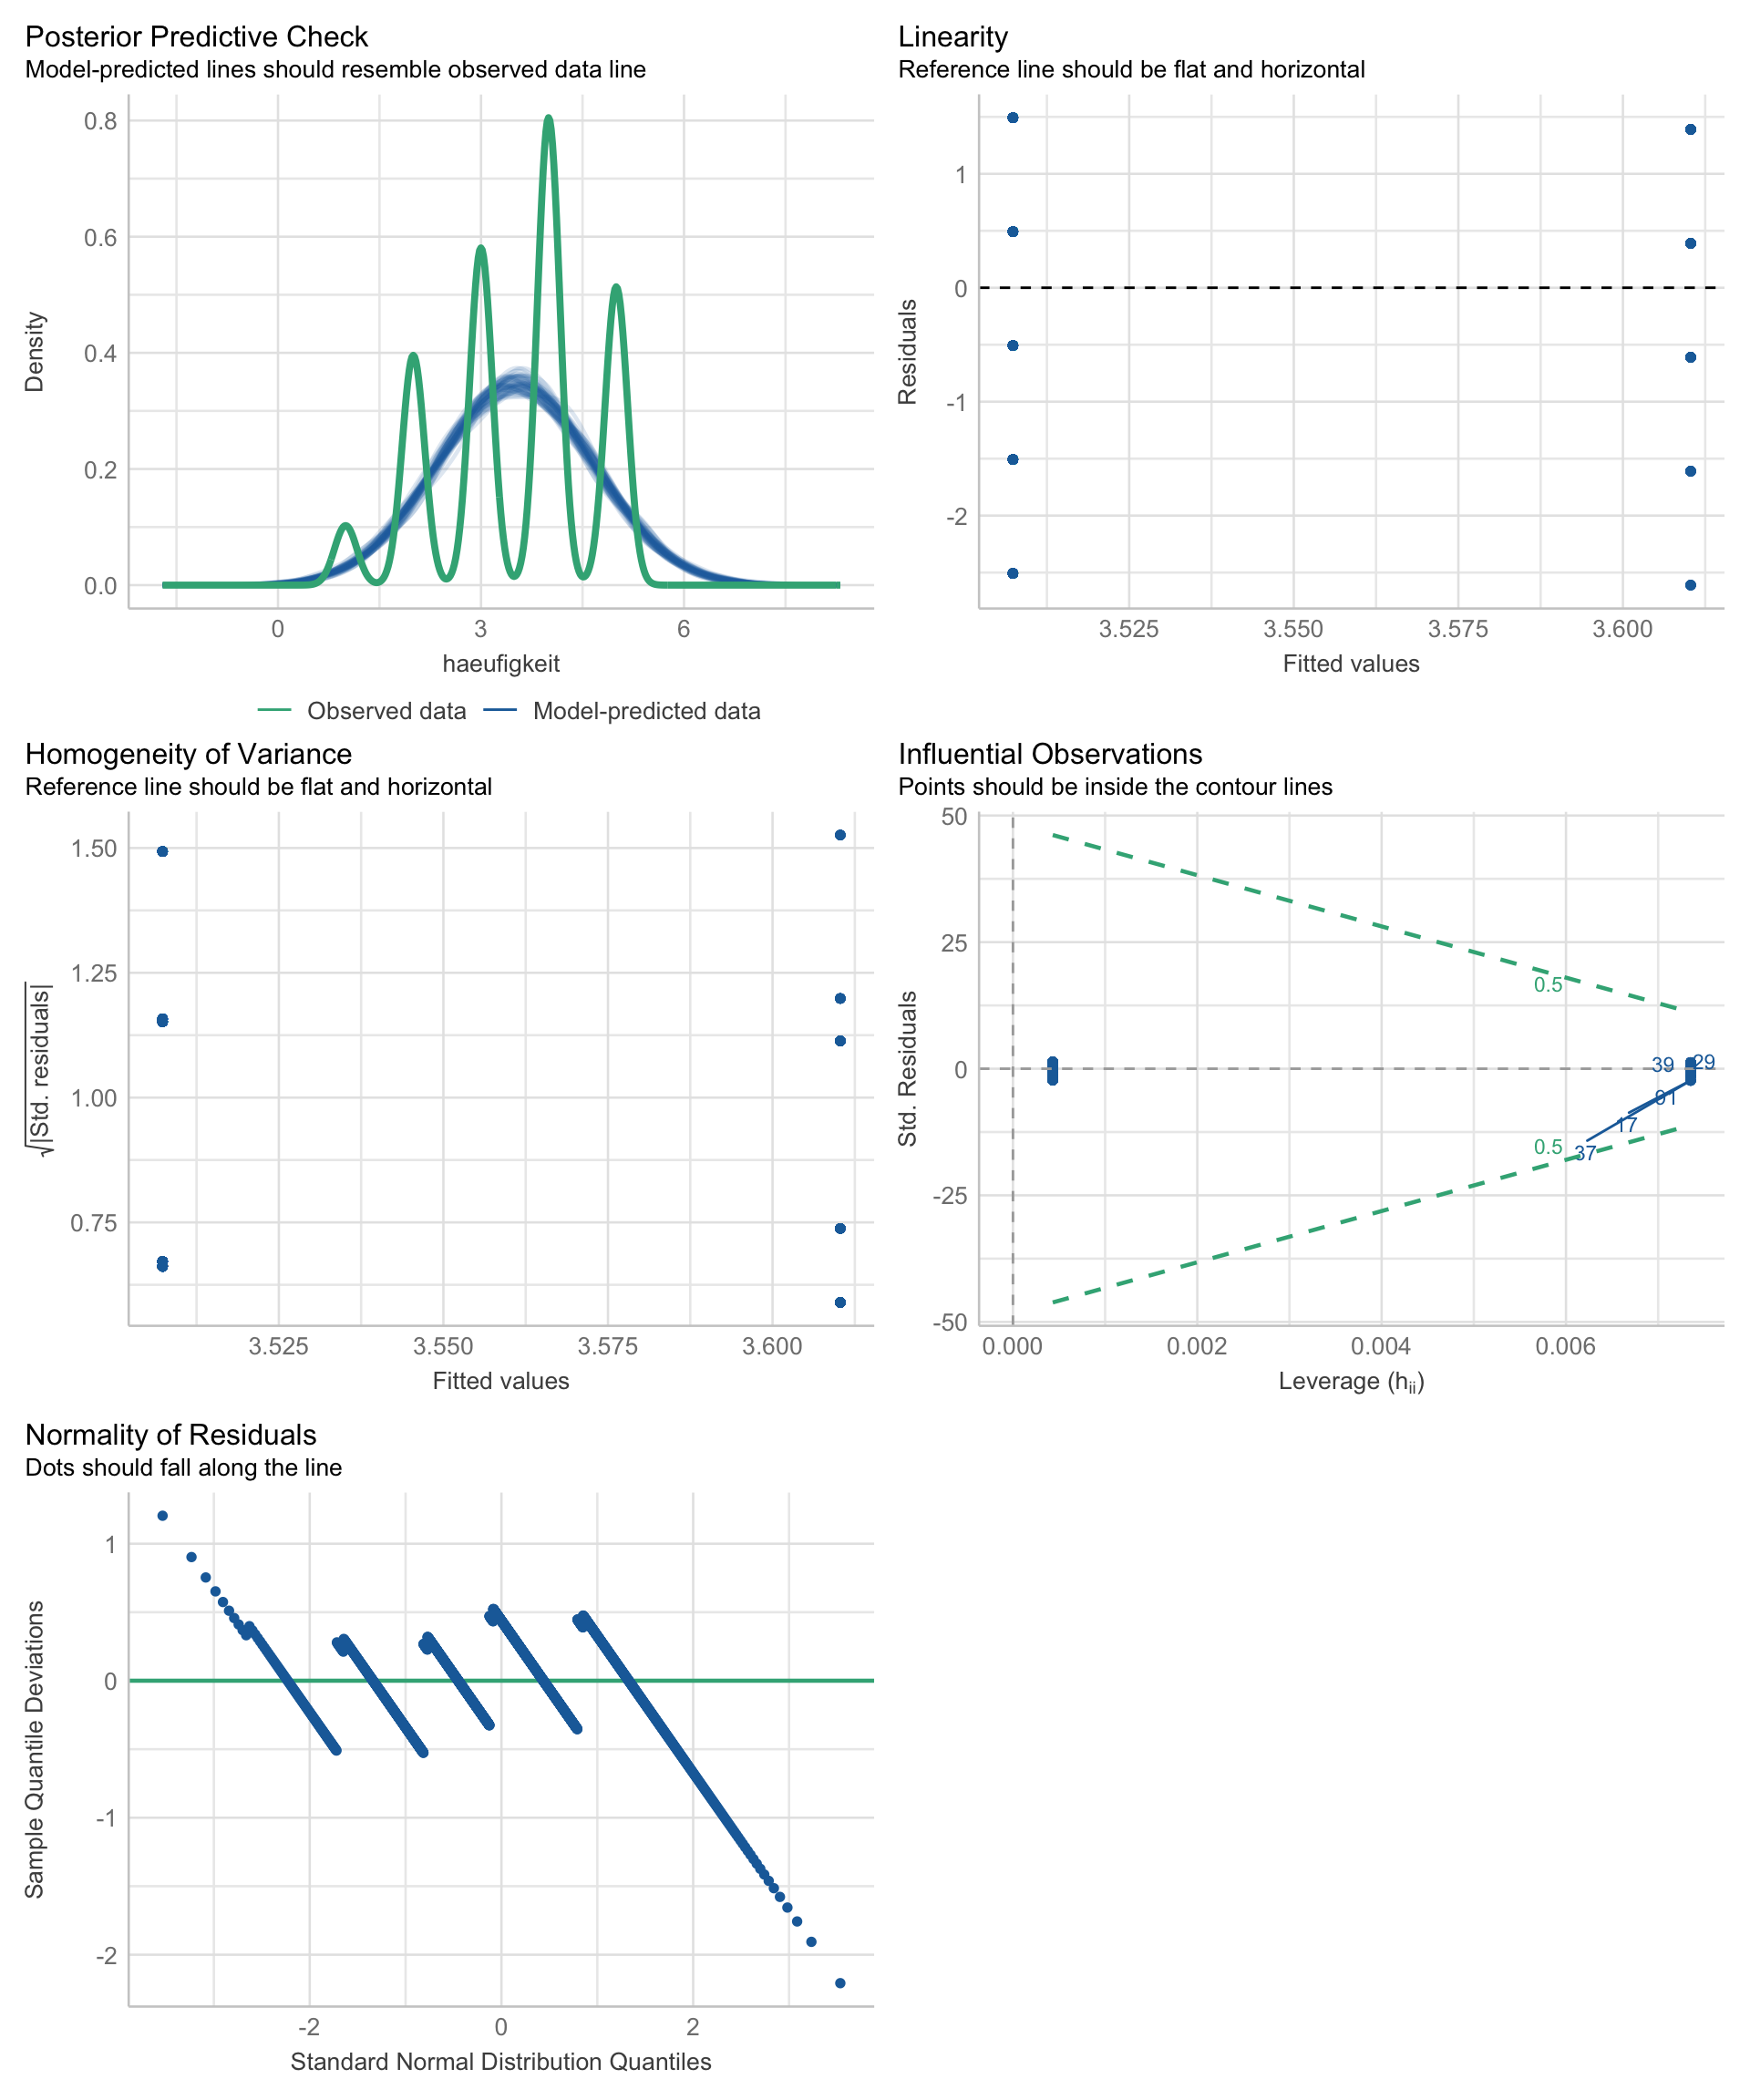 Posterior Predictive Check
Model-predicted lines should resemble observed data line
0.8
0.6
0.4
0.2
0.0
Density
0
3
6
haeufigkeit
Observed data
Model-predicted data
Linearity
Reference line should be flat and horizontal
1
0
-1
-2
Residuals
3.525
3.550
3.575
3.600
Fitted values
Homogeneity of Variance
Reference line should be flat and horizontal
1.50
1.25
1.00
0.75
√|Std. residuals|
3.525
3.550
3.575
3.600
Fitted values
Influential Observations
Points should be inside the contour lines
50
25
0
-25
-50
Std. Residuals
0.5
39
29
91
17
0.5
37
0.000
0.002
0.004
0.006
Leverage (hii)
Normality of Residuals
Dots should fall along the line
1
0
-1
-2
Sample Quantile Deviations
-2
0
2
Standard Normal Distribution Quantiles